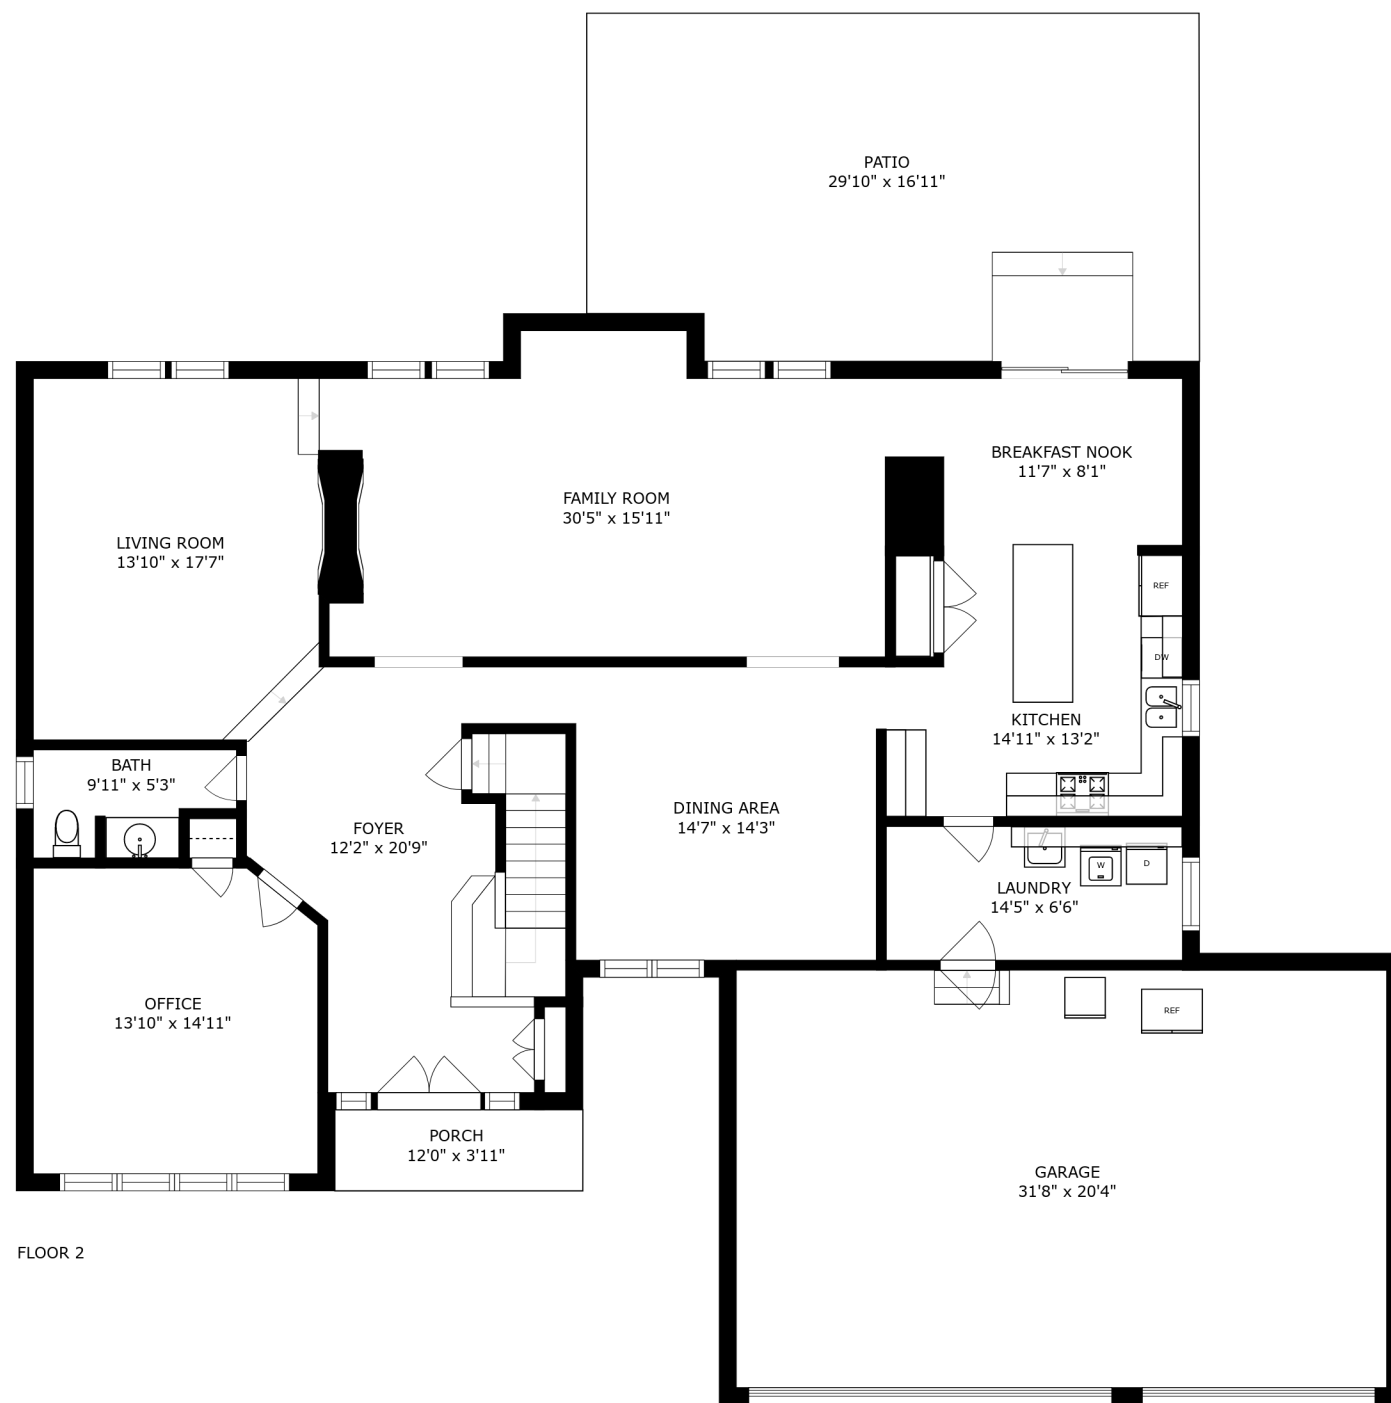 PATIO
29'10" x 16'11"
BREAKFAST NOOK
11'7" x 8'1"
FAMILY ROOM
30'5" x 15'11"
LIVING ROOM
13'10" x 17'7"
REF
DW
KITCHEN
14'11" x 13'2"
BATH
9'11" x 5'3"
DINING AREA
14'7" x 14'3"
FOYER
12'2" x 20'9"
W
D
LAUNDRY
14'5" x 6'6"
OFFICE
13'10" x 14'11"
REF
PORCH
12'0" x 3'11"
GARAGE
31'8" x 20'4"
FLOOR 2